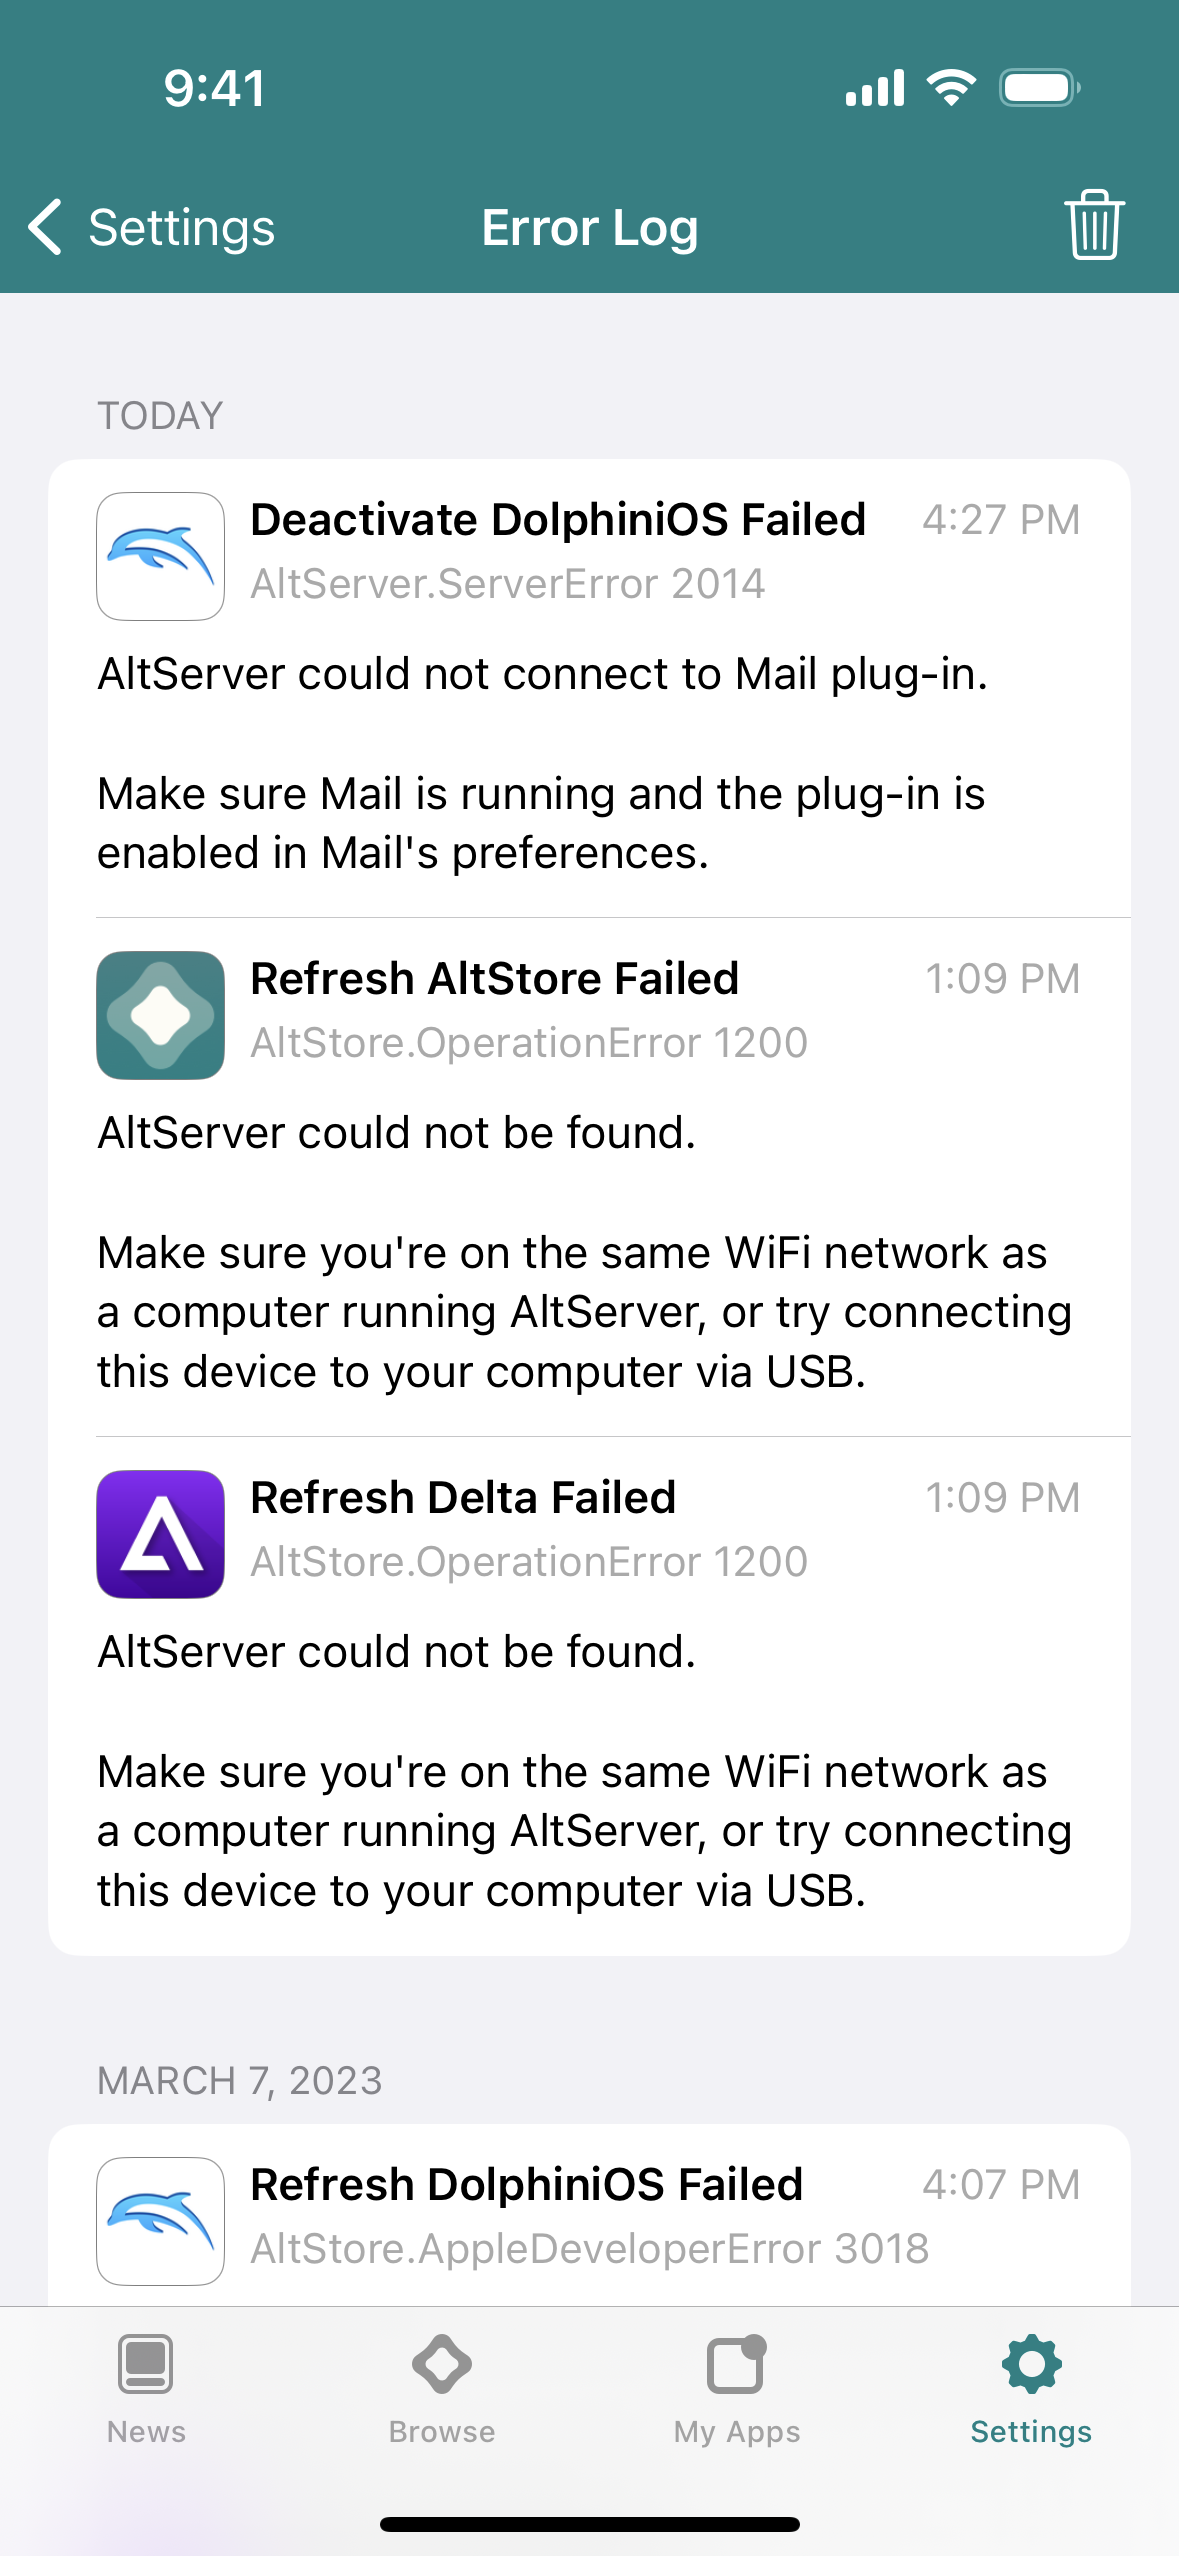 9:41
Settings
Error Log
TODAY
Deactivate DolphiniOS Failed
4:27 PM
AltServer.ServerError 2014
AltServer could not connect to Mail plug-in.
Make sure Mail is running and the plug-in is
enabled in Mail's preferences.
Refresh AltStore Failed
1:09 PM
AltStore.OperationError 1200
AltServer could not be found.
Make sure you're on the same WiFi network as
a computer running AltServer, or try connecting
this device to your computer via USB.
Refresh Delta Failed
1:09 PM
AltStore.OperationError 1200
AltServer could not be found.
Make sure you're on the same WiFi network as
a computer running AltServer, or try connecting
this device to your computer via USB.
MARCH 7, 2023
Refresh DolphiniOS Failed
4:07 PM
AltStore.AppleDeveloperError 3018
News
Browse
My Apps
Settings